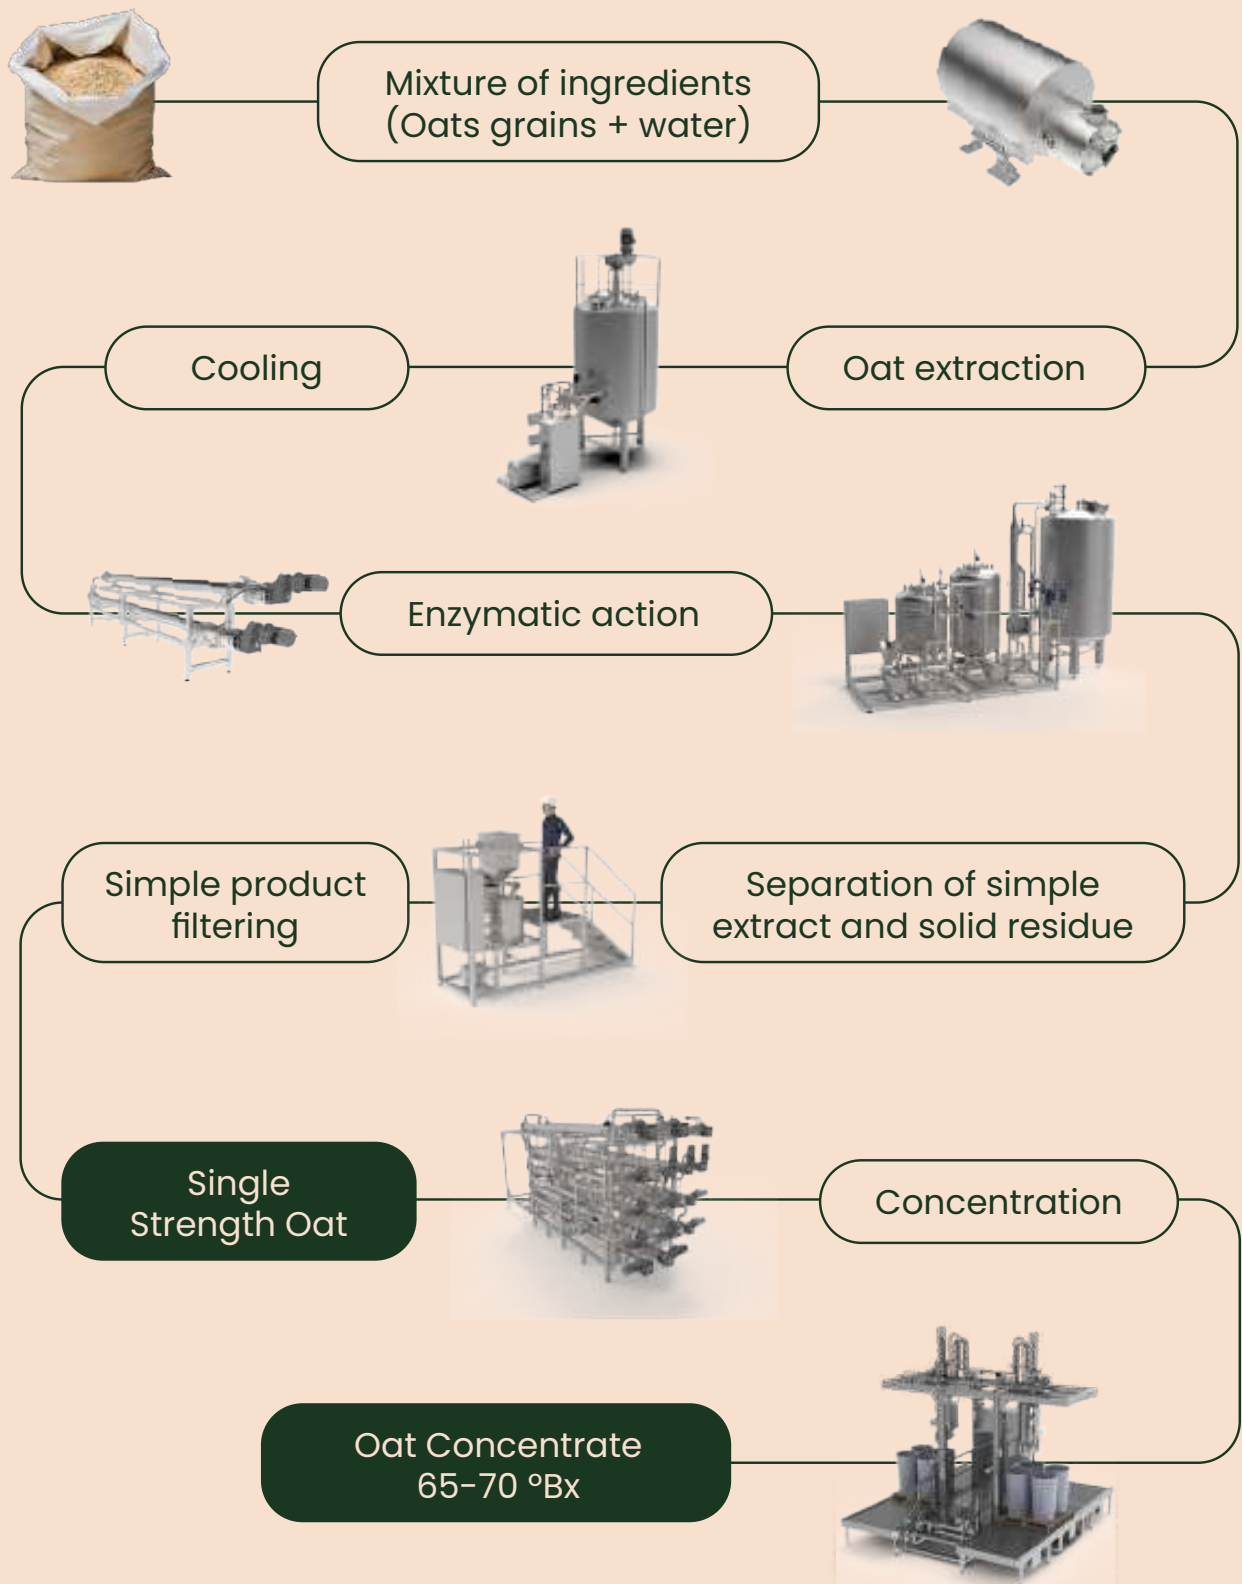 Mixture of ingredients
(Oats grains + water)
Oat extraction
Cooling
Enzymatic action
Separation of simple
extract and solid residue
Simple product
filtering
Single
Strength Oat
Concentration
Oat Concentrate
65-70 ºBx